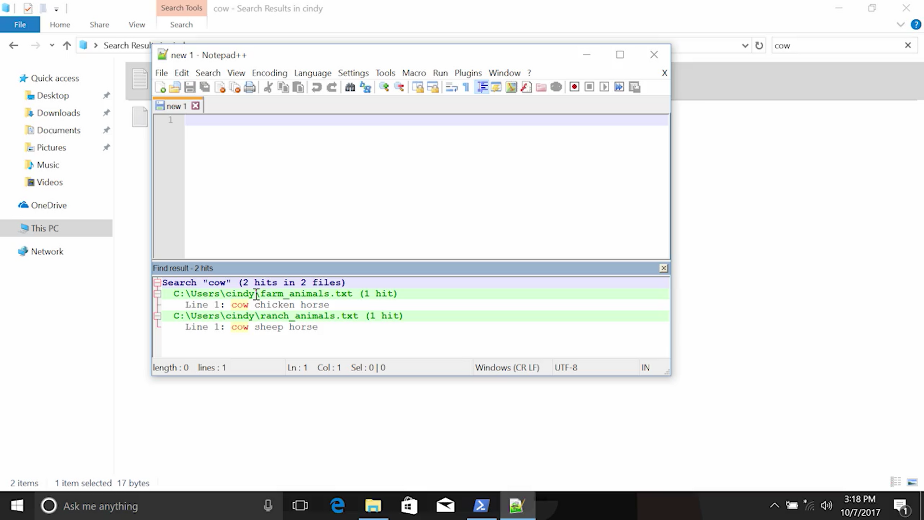 Search Tools
cow - Search Results in cindy
File
Home
Share
View
Search
Search Results in
cow
Quick access
Desktop
Downloads
Documents
Pictures
Music
Videos
OneDrive
This PC
Network
new 1 - Notepad++
File Edit Search View Encoding Language Settings Tools Macro Run Plugins Window ? X
new 1
1
Find result - 2 hits
Search "cow" (2 hits in 2 files)
C:\Users\cindy\farm_animals.txt (1 hit)
Line 1: cow chicken horse
C:\Users\cindy\ranch_animals.txt (1 hit)
Line 1: cow sheep horse
length : 0 lines : 1 Ln : 1 Col : 1 Sel : 0 | 0 Windows (CR LF) UTF-8 IN
2 items 1 item selected 17 bytes
Ask me anything
3:18 PM
10/7/2017
1